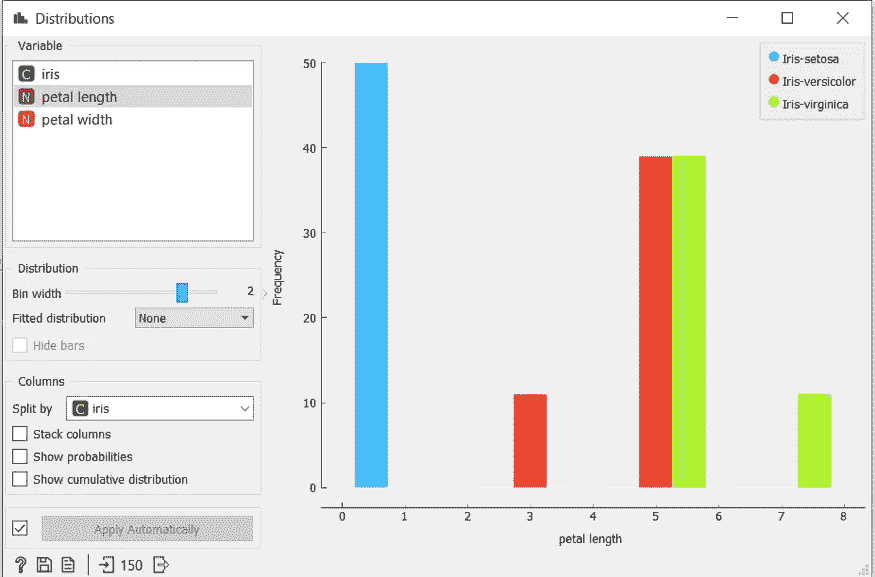 Distributions
Variable
C iris
N petal length
N petal width
Distribution
Bin width 2
Fitted distribution None
Hide bars
Columns
Split by C iris
Stack columns
Show probabilities
Show cumulative distribution
Apply Automatically
? 150
Iris-setosa
Iris-versicolor
Iris-virginica
50
40
30
20
10
0
Frequency
0 1 2 3 4 5 6 7 8
petal length